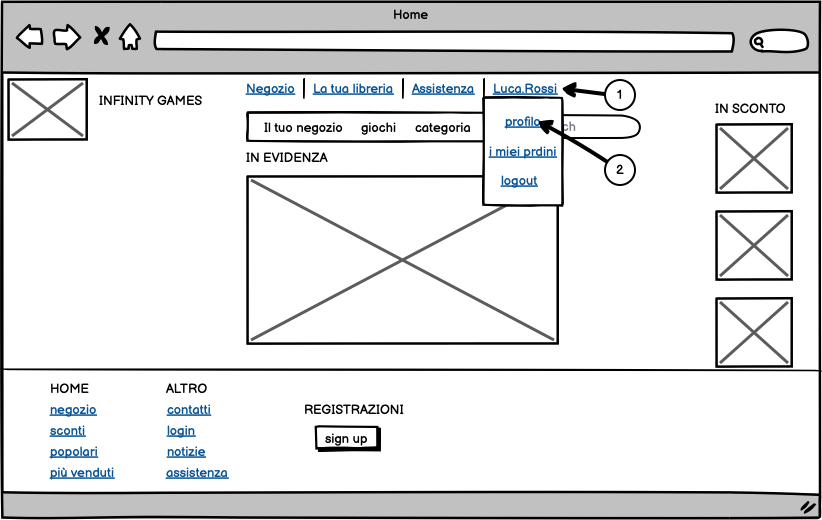 Home
INFINITY GAMES
Negozio La tua libreria Assistenza Luca.Rossi
1
IN SCONTO
Il tuo negozio giochi categoria
profilo
2
i miei prdini
logout
IN EVIDENZA
HOME
negozio
sconti
popolari
più venduti
ALTRO
contatti
login
notizie
assistenza
REGISTRAZIONI
sign up